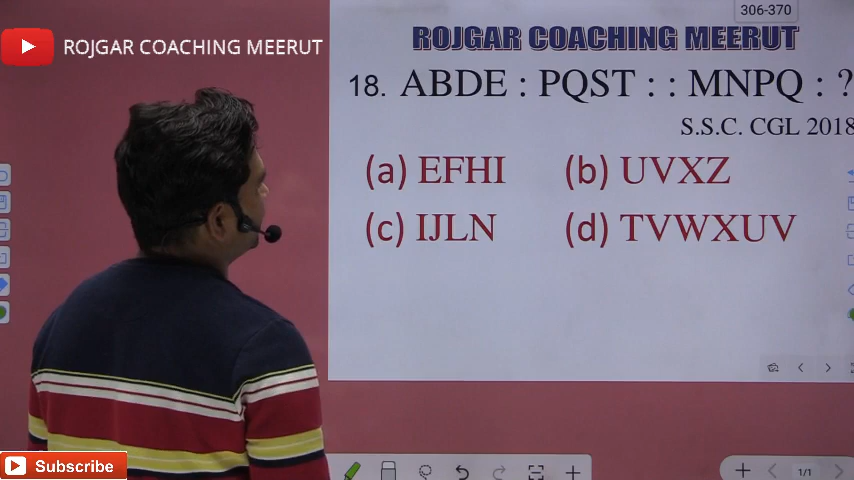 306-370
ROJGAR COACHING MEERUT
ROJGAR COACHING MEERUT
18. ABDE : PQST : : MNPQ : ?
S.S.C. CGL 2018
(a) EFHI (b) UVXZ
(c) IJLN (d) TVWXUV
1/1
Subscribe